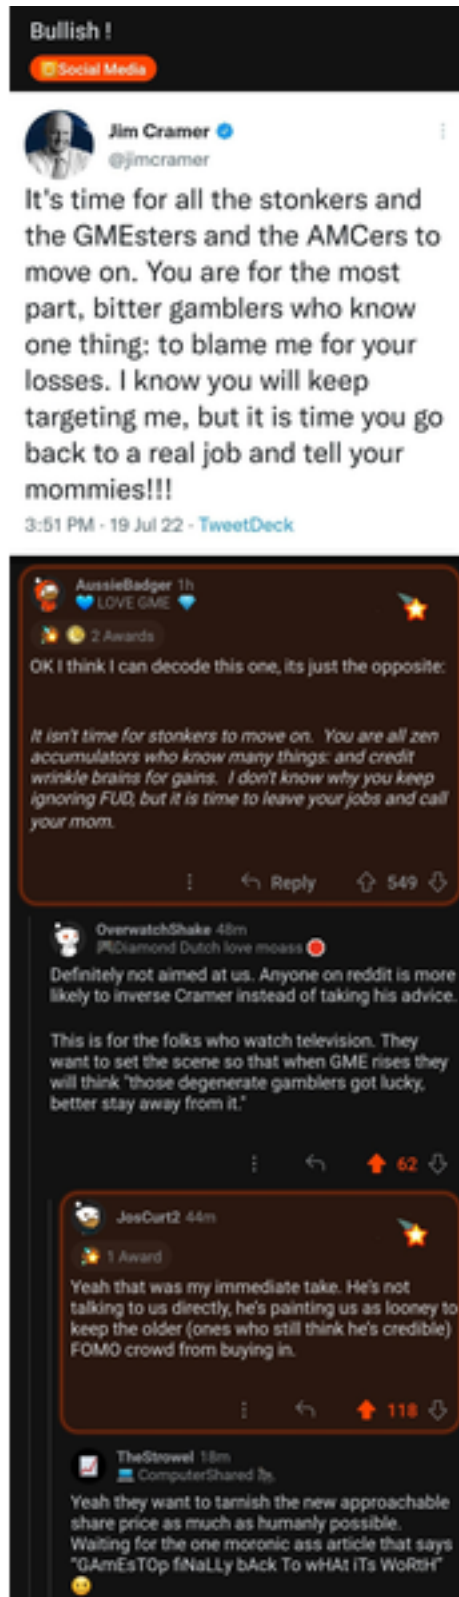 Bullish !
Social Media
Jim Cramer
@jimcramer
It's time for all the stonkers and
the GMEsters and the AMCers to
move on. You are for the most
part, bitter gamblers who know
one thing: to blame me for your
losses. I know you will keep
targeting me, but it is time you go
back to a real job and tell your
mommies!!!
3:51 PM - 19 Jul 22 - TweetDeck
AussieBadger 1h
LOVE GME
2 Awards
OK I think I can decode this one, its just the opposite:
It isn't time for stonkers to move on. You are all zen
accumulators who know many things: and credit
wrinkle brains for gains. I don't know why you keep
ignoring FUD, but it is time to leave your jobs and call
your mom.
Reply 549
OverwatchShake 48m
Diamond Dutch love moass
Definitely not aimed at us. Anyone on reddit is more
likely to inverse Cramer instead of taking his advice.
This is for the folks who watch television. They
want to set the scene so that when GME rises they
will think "those degenerate gamblers got lucky,
better stay away from it."
62
JosCurt2 44m
1 Award
Yeah that was my immediate take. He's not
talking to us directly, he's painting us as looney to
keep the older (ones who still think he's credible)
FOMO crowd from buying in.
118
TheStrowel 18m
ComputerShared
Yeah they want to tarnish the new approachable
share price as much as humanly possible.
Waiting for the one moronic ass article that says
"GAmEsTOp fiNaLLy bAck To wHAt iTs WoRtH"